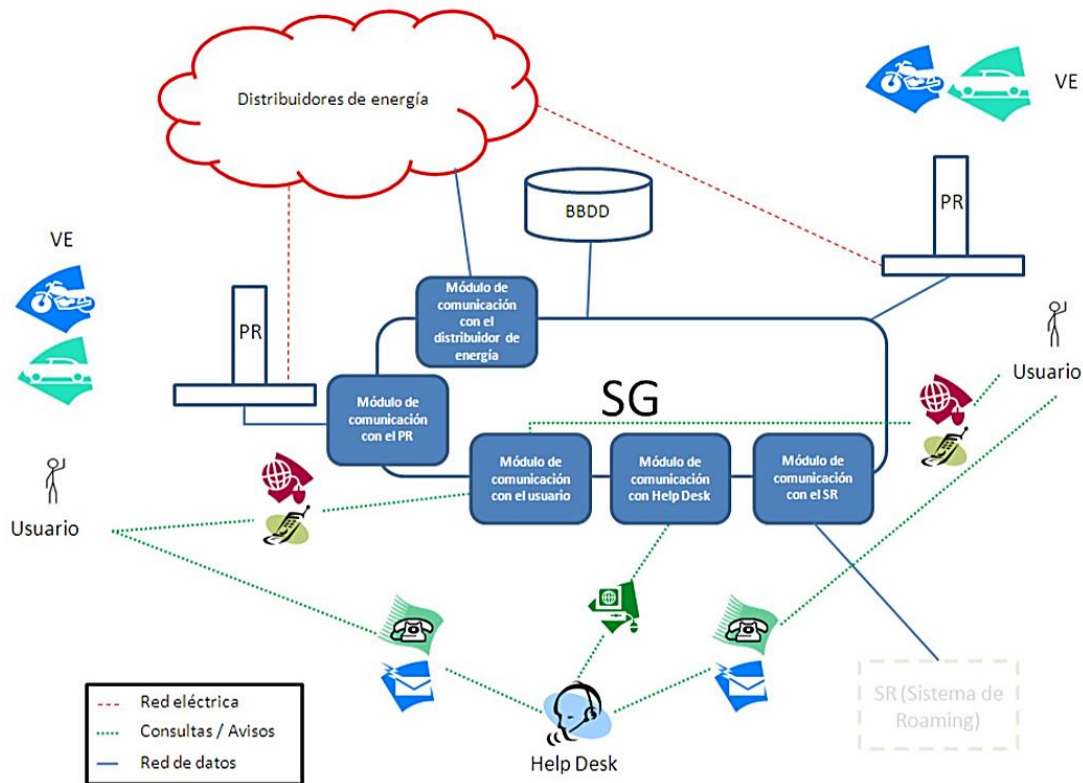 Distribuidores de energía
VE
BBDD
PR
VE
Módulo de
comunicación
con el
distribuidor de
energía
PR
Módulo de
comunicación
con el PR
SG
Usuario
Módulo de
comunicación
con el usuario
Módulo de
comunicación
con Help Desk
Módulo de
comunicación
con el SR
Usuario
SR (Sistema de
Roaming)
Red eléctrica
Consultas / Avisos
Red de datos
Help Desk